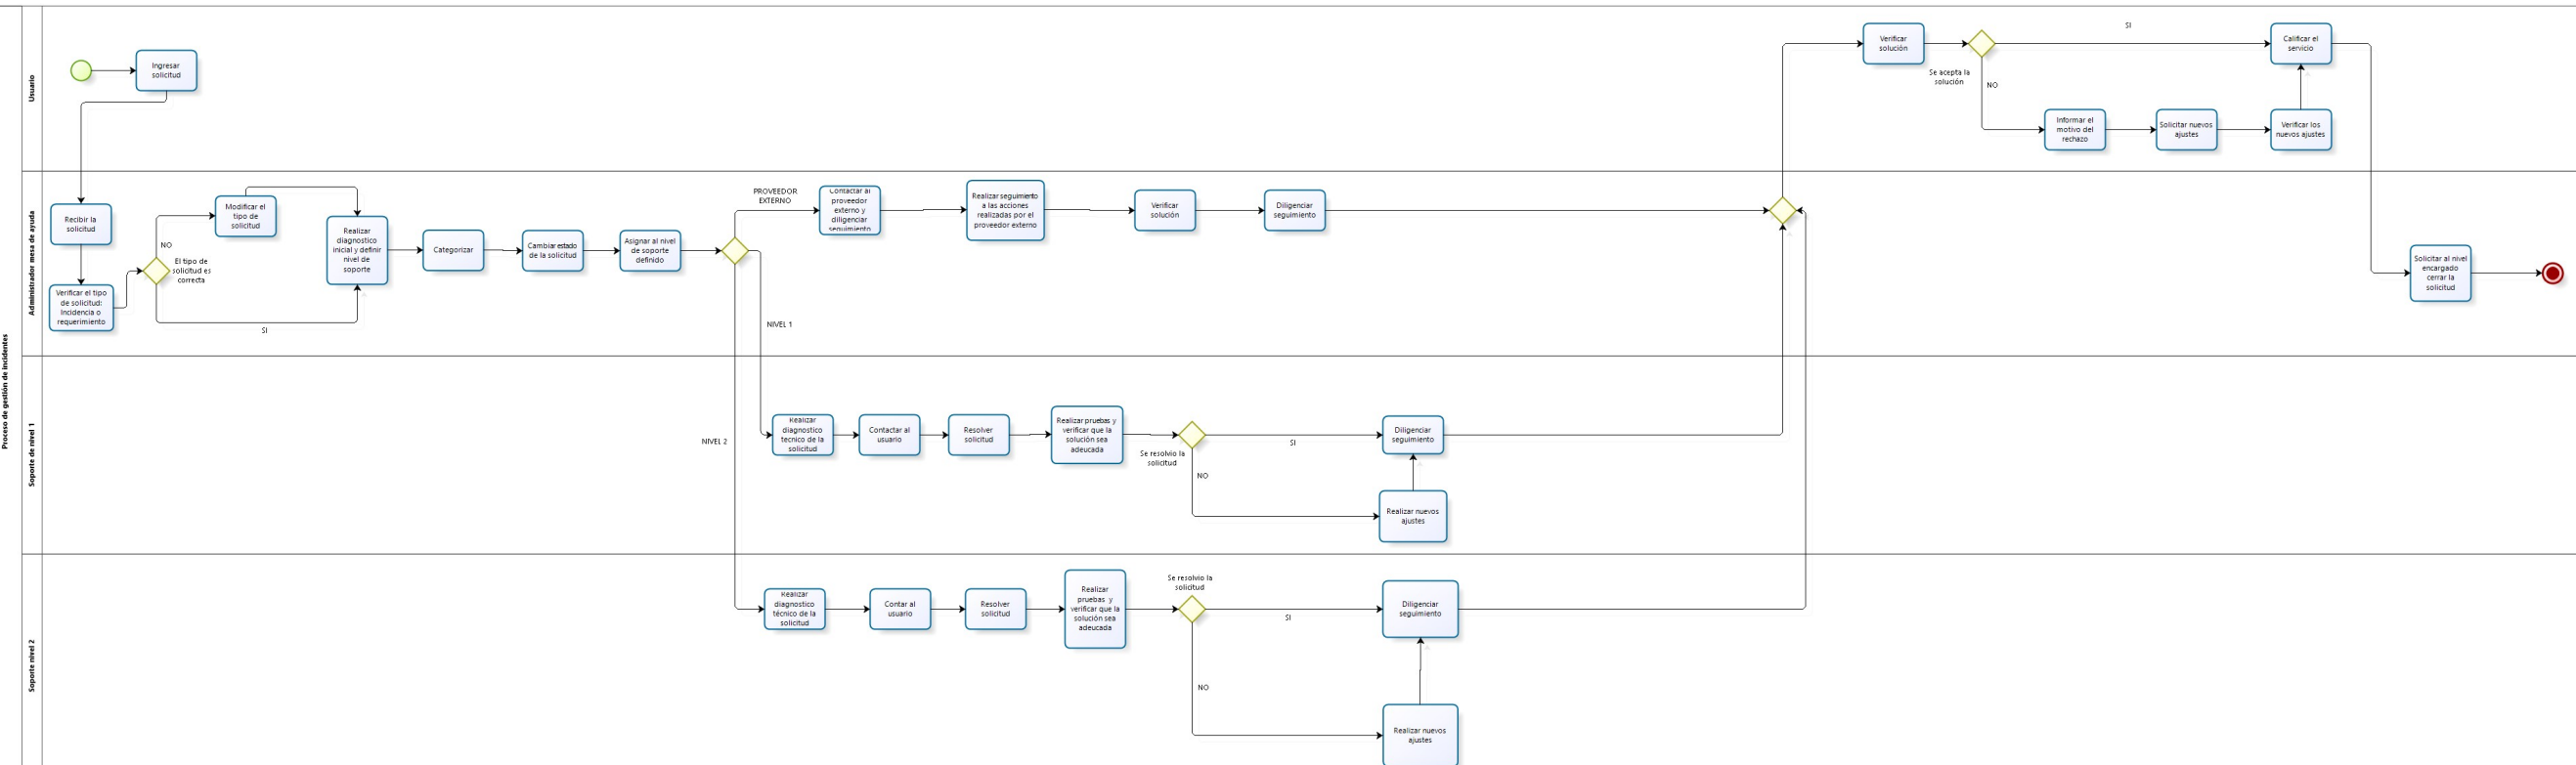 Proceso de gestión de incidentes
Usuario
Ingresar
solicitud
Verificar
solución
Se acepta la
solución
SI
NO
Calificar el
servicio
Informar el
motivo del
rechazo
Solicitar nuevos
ajustes
Verificar los
nuevos ajustes
Administrador mesa de ayuda
Recibir la
solicitud
Verificar el tipo
de solicitud:
Incidencia o
requerimiento
NO
El tipo de
solicitud es
correcta
SI
Modificar el
tipo de
solicitud
Realizar
diagnostico
inicial y definir
nivel de
soporte
Categorizar
Cambiar estado
de la solicitud
Asignar al nivel
de soporte
definido
PROVEEDOR
EXTERNO
NIVEL 1
NIVEL 2
Contactar al
proveedor
externo y
diligenciar
seguimiento
Realizar seguimiento
a las acciones
realizadas por el
proveedor externo
Verificar
solución
Diligenciar
seguimiento
Solicitar al nivel
encargado
cerrar la
solicitud
Soporte de nivel 1
Realizar
diagnostico
tecnico de la
solicitud
Contactar al
usuario
Resolver
solicitud
Realizar pruebas y
verificar que la
solución sea
adeucada
Se resolvio la
solicitud
SI
NO
Diligenciar
seguimiento
Realizar nuevos
ajustes
Soporte nivel 2
Realizar
diagnostico
técnico de la
solicitud
Contar al
usuario
Resolver
solicitud
Realizar
pruebas y
verificar que la
solución sea
adeucada
Se resolvio la
solicitud
SI
NO
Diligenciar
seguimiento
Realizar nuevos
ajustes